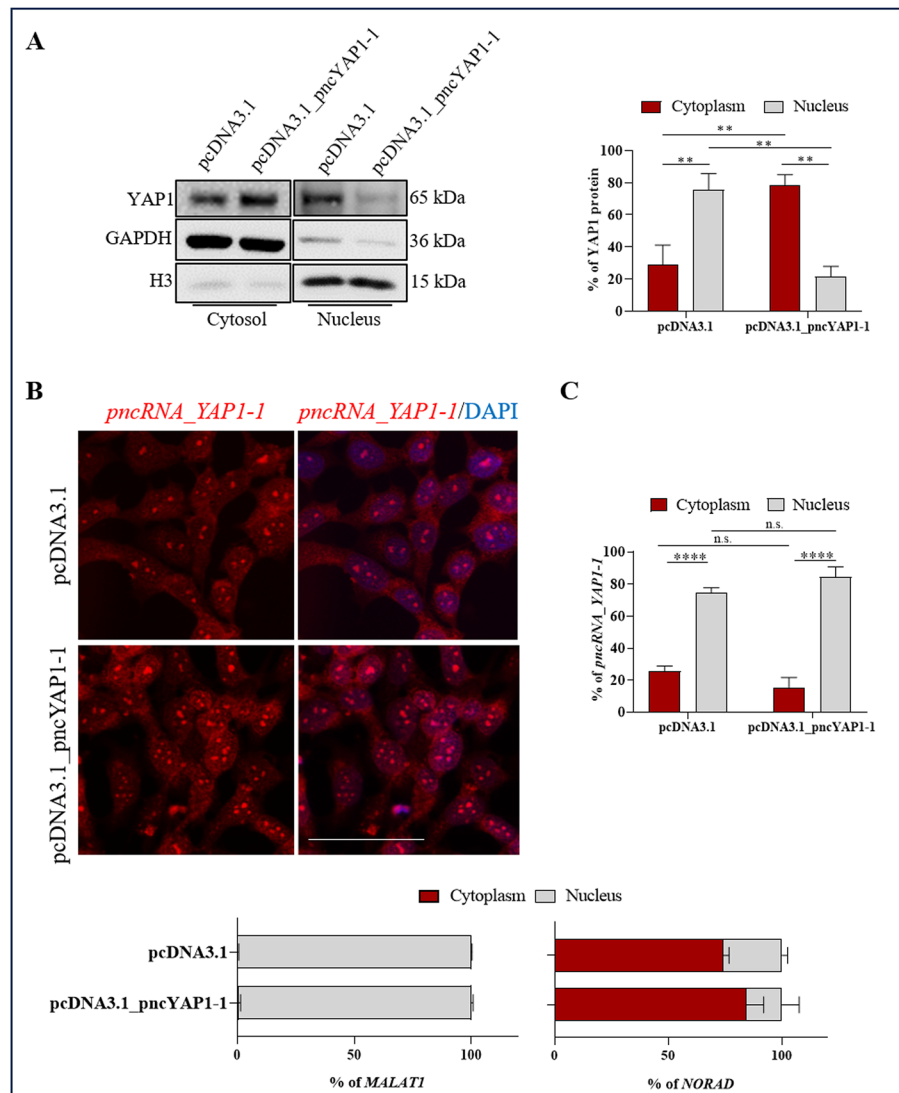 A
pcDNA3.1
pcDNA3.1_pncYAP1-1
pcDNA3.1
pcDNA3.1_pncYAP1-1
YAP1
65 kDa
GAPDH
36 kDa
H3
15 kDa
Cytosol
Nucleus
Cytoplasm Nucleus
**
**
** **
% of YAP1 protein
100
80
60
40
20
0
pcDNA3.1 pcDNA3.1_pncYAP1-1
B
pncRNA_YAP1-1
pncRNA_YAP1-1/DAPI
pcDNA3.1
pcDNA3.1_pncYAP1-1
C
Cytoplasm Nucleus
n.s.
n.s.
**** ****
% of pncRNA_YAP1-1
100
80
60
40
20
0
pcDNA3.1 pcDNA3.1_pncYAP1-1
Cytoplasm Nucleus
pcDNA3.1
pcDNA3.1_pncYAP1-1
0 50 100
% of MALAT1
0 50 100
% of NORAD